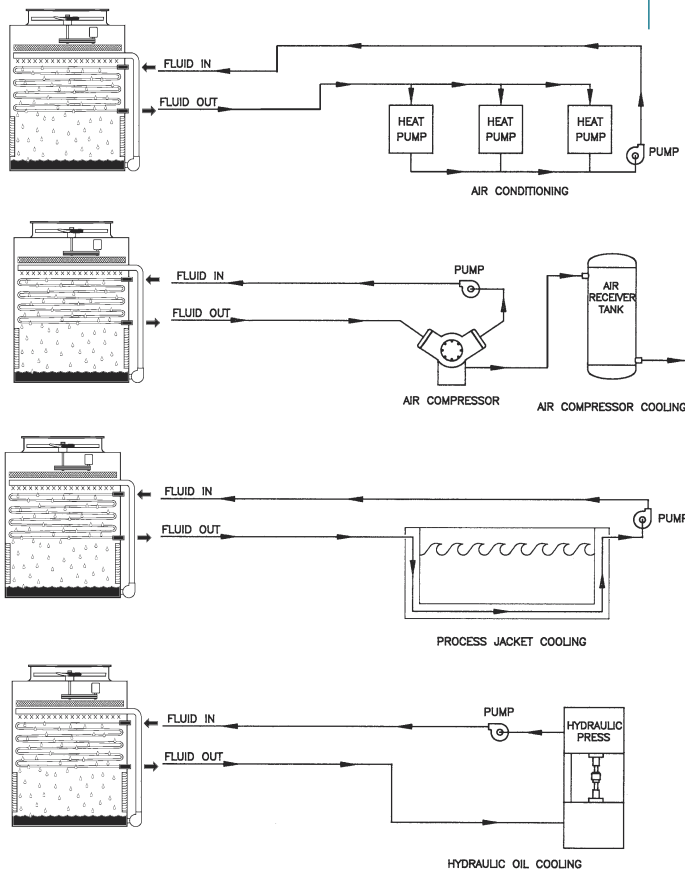 FLUID IN
FLUID OUT
HEAT PUMP
HEAT PUMP
HEAT PUMP
PUMP
AIR CONDITIONING
FLUID IN
FLUID OUT
PUMP
AIR
RECEIVER
TANK
AIR COMPRESSOR
AIR COMPRESSOR COOLING
FLUID IN
FLUID OUT
PUMP
PROCESS JACKET COOLING
FLUID IN
FLUID OUT
PUMP
HYDRAULIC
PRESS
HYDRAULIC OIL COOLING